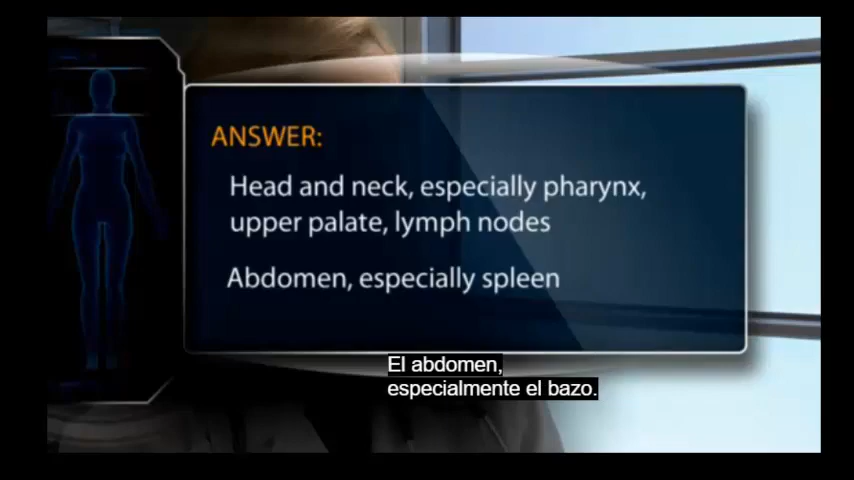 ANSWER:
Head and neck, especially pharynx,
upper palate, lymph nodes
Abdomen, especially spleen
El abdomen,
especialmente el bazo.